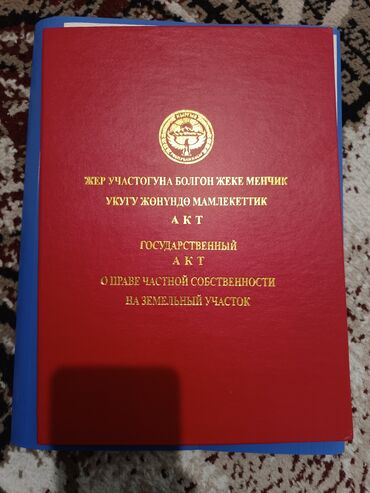 ЖЕР УЧАСТОГУНА БОЛГОН ЖЕКЕ МЕНЧИК
УКУГУ ЖӨНҮНДӨ МАМЛЕКЕТТИК
АКТ
ГОСУДАРСТВЕННЫЙ
АКТ
О ПРАВЕ ЧАСТНОЙ СОБСТВЕННОСТИ
НА ЗЕМЕЛЬНЫЙ УЧАСТОК